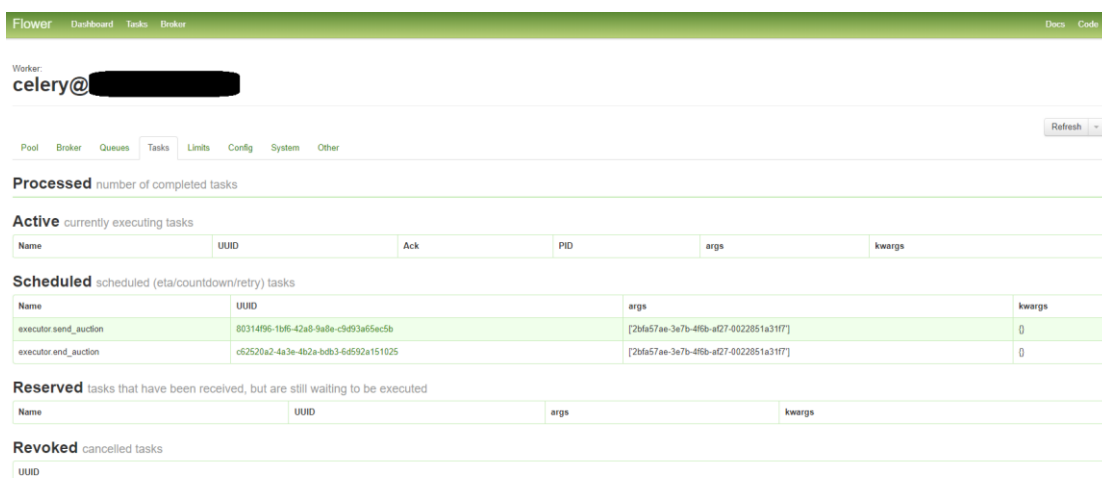 Flower Dashboard Tasks Broker Docs Code
Worker:
celery@
Refresh
Pool Broker Queues Tasks Limits Config System Other
Processed number of completed tasks
Active currently executing tasks
Name UUID Ack PID args kwargs
Scheduled scheduled (eta/countdown/retry) tasks
Name UUID args kwargs
executor.send_auction 80314f96-1bf6-42a8-9a8e-c9d93a65ec5b ['2bfa57ae-3e7b-4f6b-af27-0022851a31f7'] {}
executor.end_auction c62520a2-4a3e-4b2a-bdb3-6d592a151025 ['2bfa57ae-3e7b-4f6b-af27-0022851a31f7'] {}
Reserved tasks that have been received, but are still waiting to be executed
Name UUID args kwargs
Revoked cancelled tasks
UUID